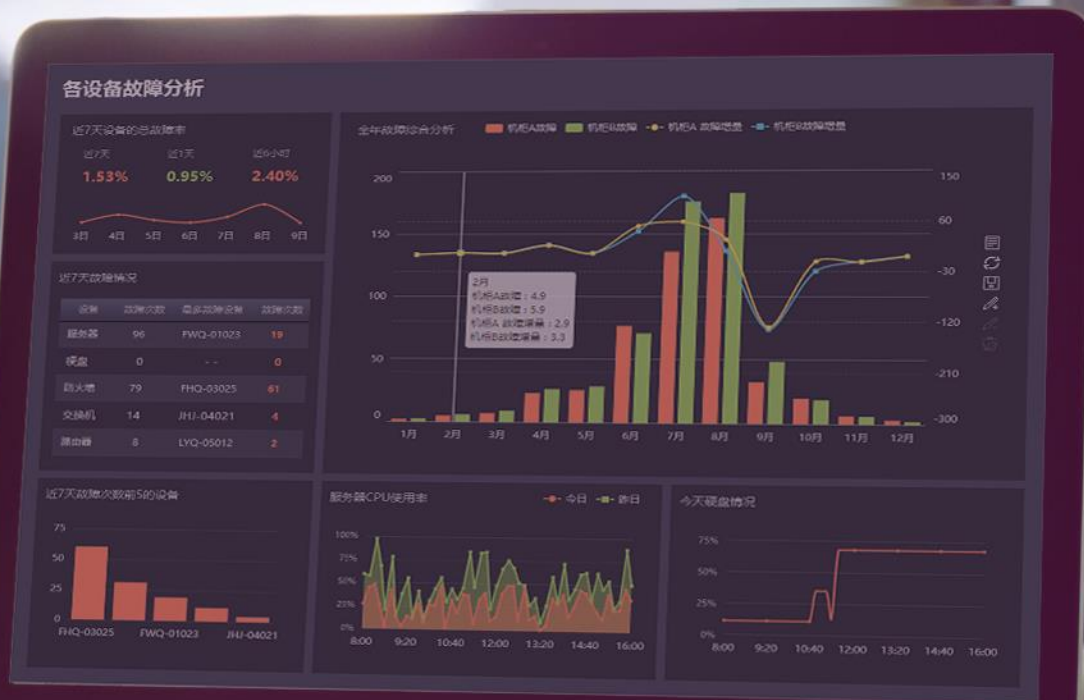 各设备故障分析
近7天设备的总故障率
近7天 近1天 近6小时
1.53% 0.95% 2.40%
3日 4日 5日 6日 7日 8日 9日
近7天故障情况
设备 故障次数 最多故障设备 故障次数
服务器 96 FWQ-01023 19
硬盘 0 - - 0
防火墙 79 FHQ-03025 61
交换机 14 JHJ-04021 4
路由器 8 LYQ-05012 2
全年故障综合分析 机柜A故障 机柜B故障 机柜A 故障增量 机柜B故障增量
200 150
150 60
100 -30
50 -120
0 -210
-300
2月
机柜A故障：4.9
机柜B故障：5.9
机柜A 故障增量：2.9
机柜B故障增量：3.3
1月 2月 3月 4月 5月 6月 7月 8月 9月 10月 11月 12月
近7天故障次数前5的设备
75
50
25
0
FHQ-03025 FWQ-01023 JHJ-04021
服务器CPU使用率 今日 昨日
100%
75%
50%
25%
0%
8:00 9:20 10:40 12:00 13:20 14:40 16:00
今天硬盘情况
75%
50%
25%
0%
8:00 9:20 10:40 12:00 13:20 14:40 16:00